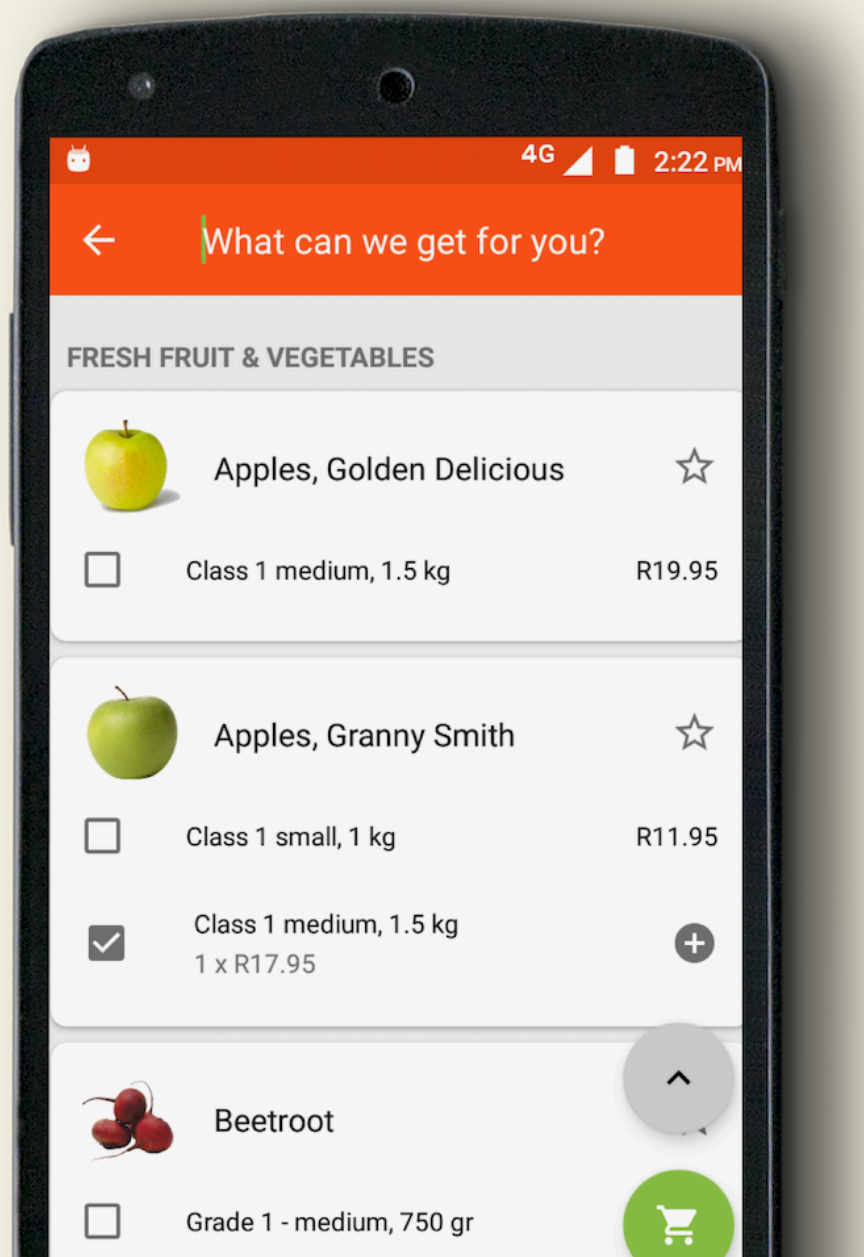 4G 2:22 PM
What can we get for you?
FRESH FRUIT & VEGETABLES
Apples, Golden Delicious
Class 1 medium, 1.5 kg R19.95
Apples, Granny Smith
Class 1 small, 1 kg R11.95
Class 1 medium, 1.5 kg
1 x R17.95
Beetroot
Grade 1 - medium, 750 gr